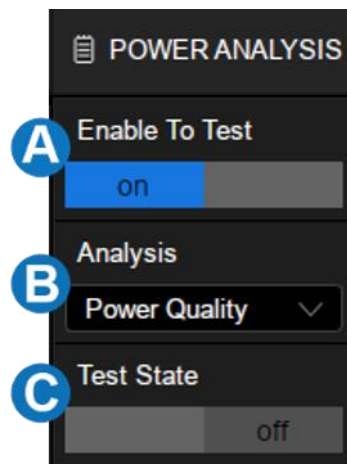 POWER ANALYSIS
A
Enable To Test
on
B
Analysis
Power Quality
C
Test State
off